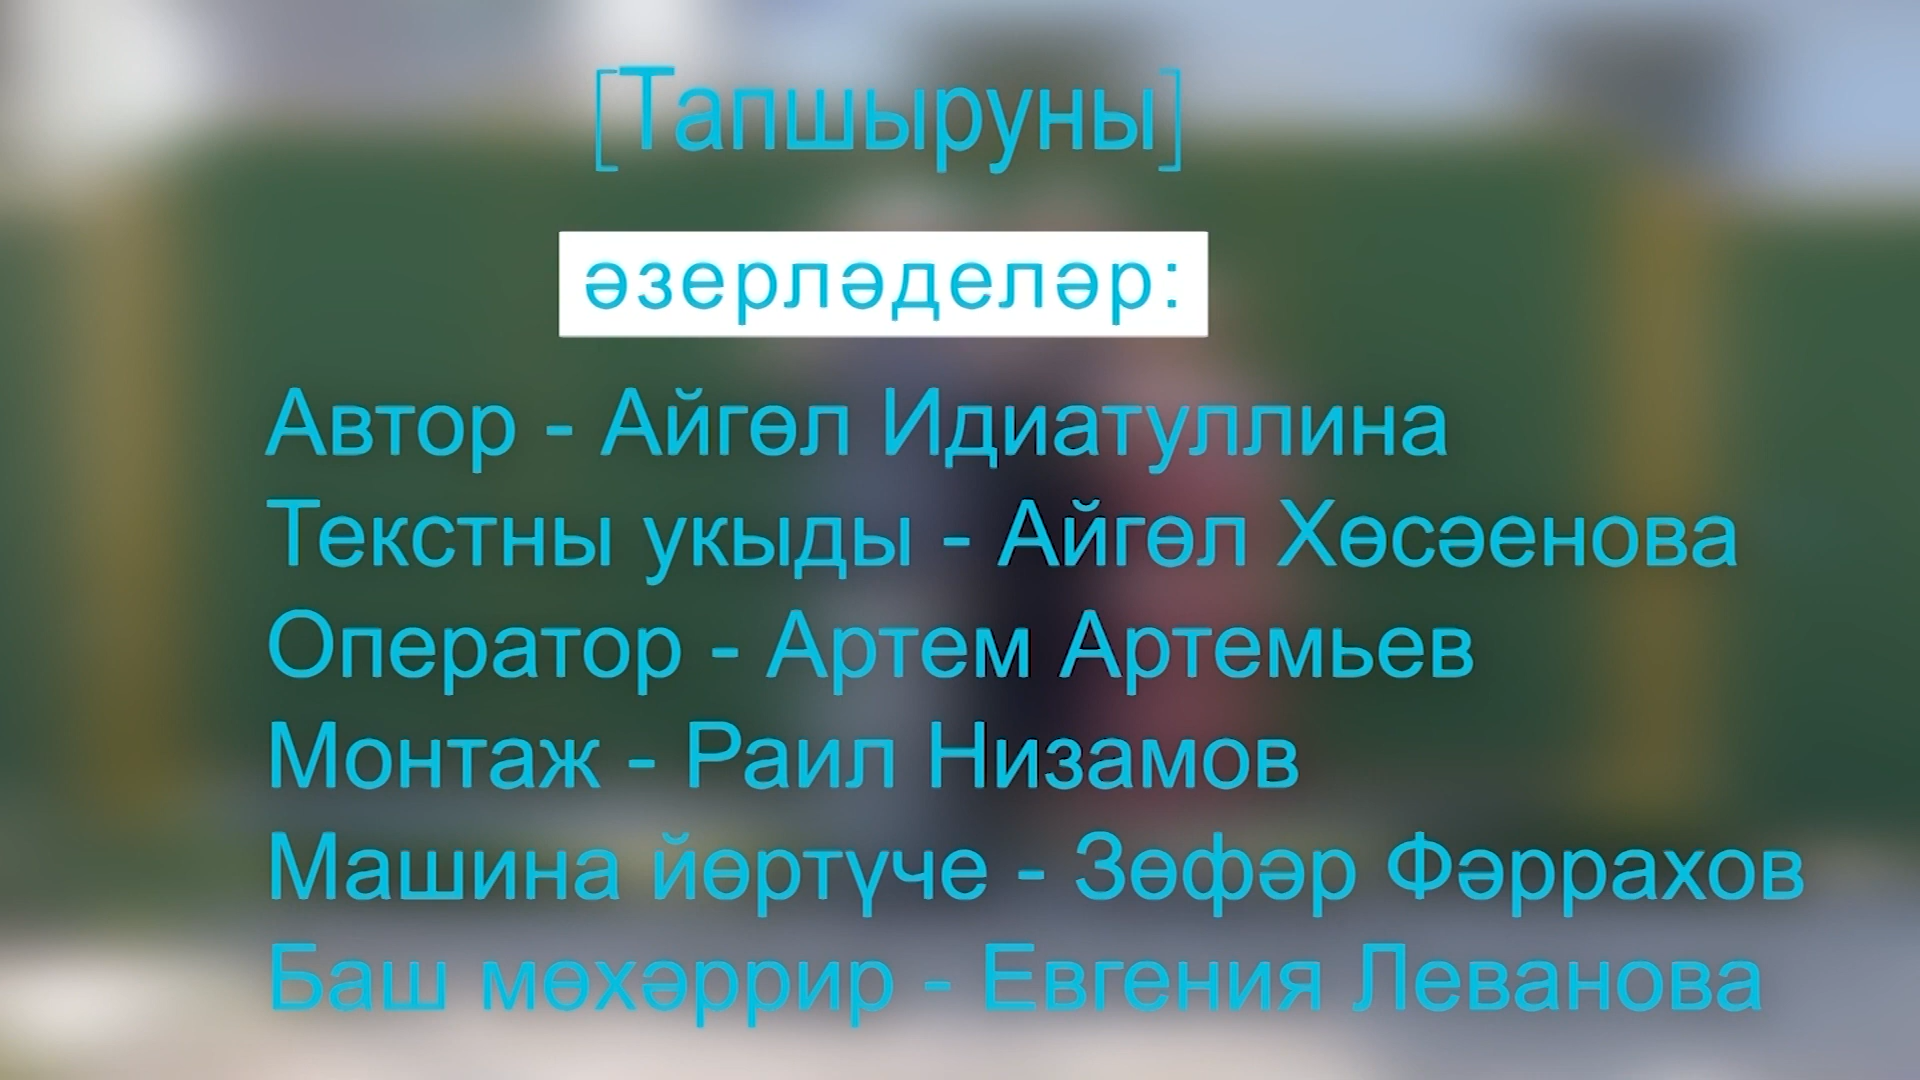 [Тапшыруны]
әзерләделәр:
Автор - Айгөл Идиатуллина
Текстны укыды - Айгөл Хөсәенова
Оператор - Артем Артемьев
Монтаж - Раил Низамов
Машина йөртүче - Зөфәр Фәррахов
Баш мөхәррир - Евгения Леванова